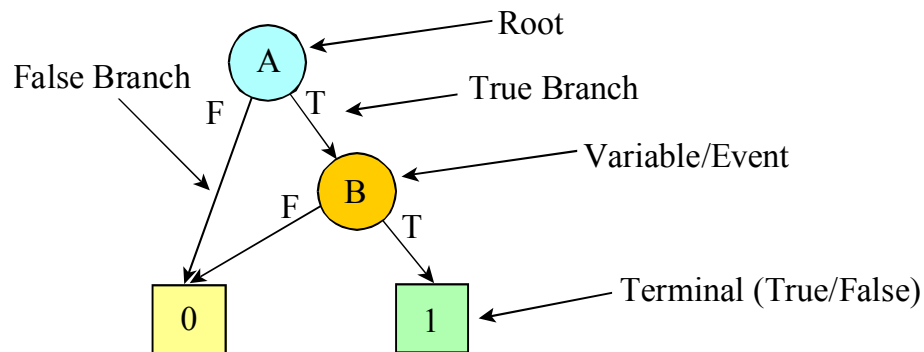 Root
A
False Branch
True Branch
F
T
Variable/Event
B
F
T
Terminal (True/False)
0
1